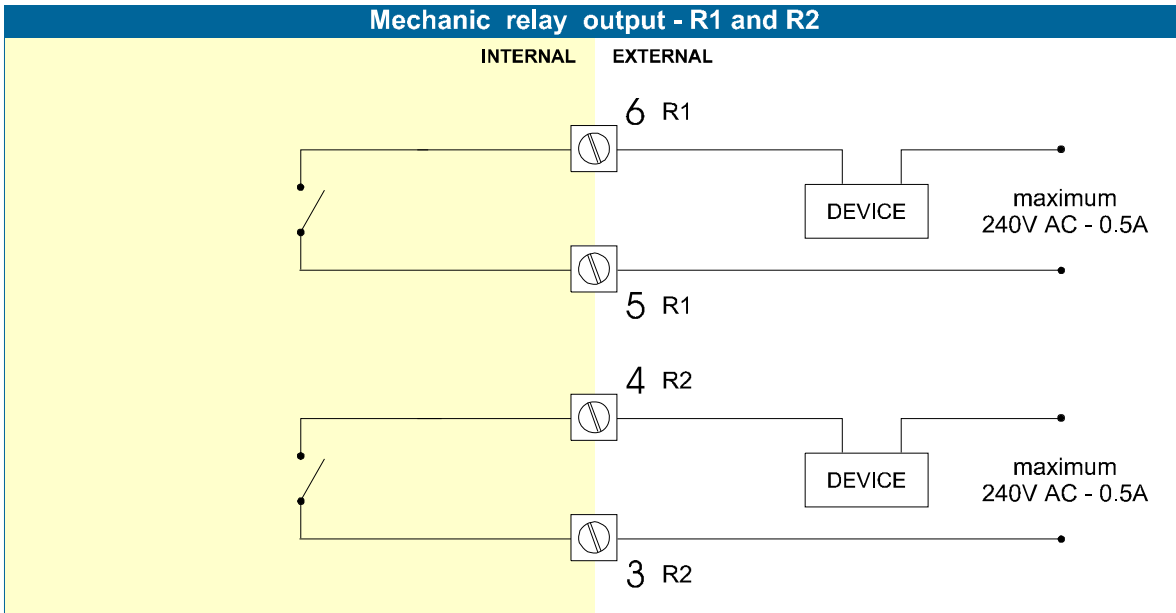 Mechanic relay output - R1 and R2
INTERNAL EXTERNAL
6 R1
DEVICE
maximum
240V AC - 0.5A
5 R1
4 R2
DEVICE
maximum
240V AC - 0.5A
3 R2